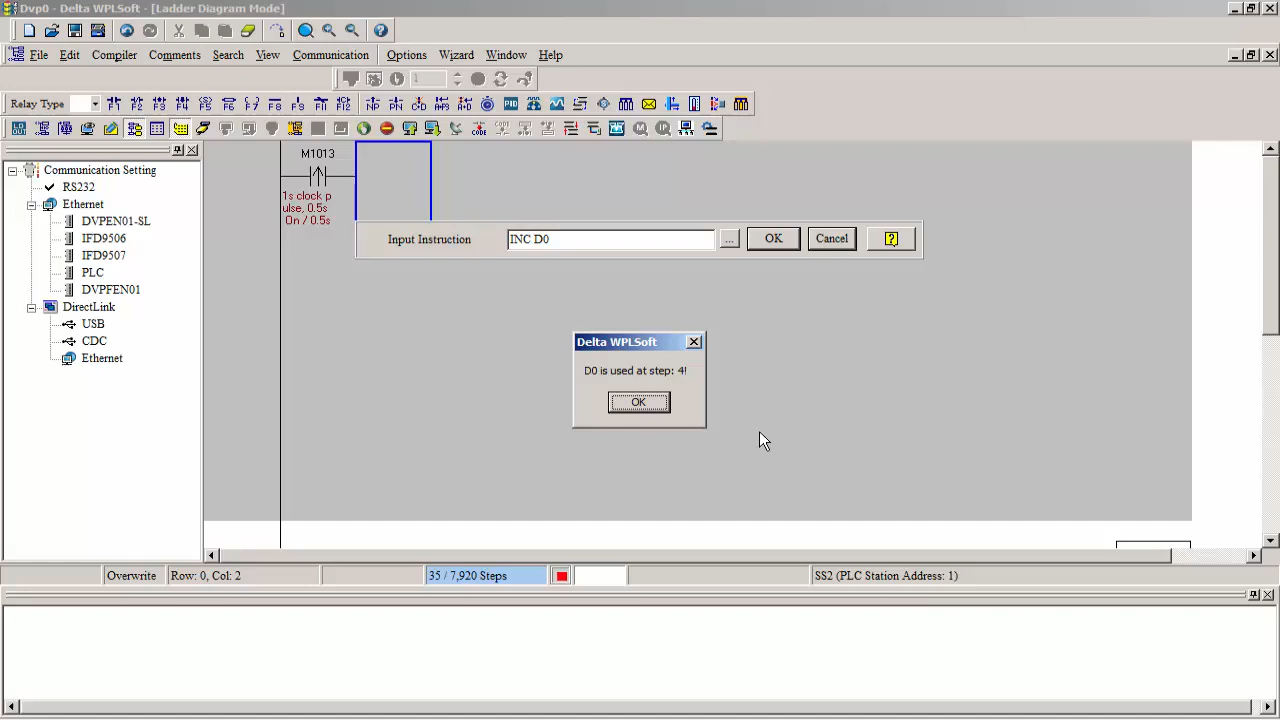 Dvp0 - Delta WPLSoft - [Ladder Diagram Mode]
File Edit Compiler Comments Search View Communication Options Wizard Window Help
1
Relay Type
Communication Setting
RS232
Ethernet
DVPEN01-SL
IFD9506
IFD9507
PLC
DVPFEN01
DirectLink
USB
CDC
Ethernet
M1013
1s clock p
ulse, 0.5s
On / 0.5s
Input Instruction INC D0 ... OK Cancel ?
Delta WPLSoft
D0 is used at step: 4!
OK
Overwrite Row: 0, Col: 2 35 / 7,920 Steps SS2 (PLC Station Address: 1)